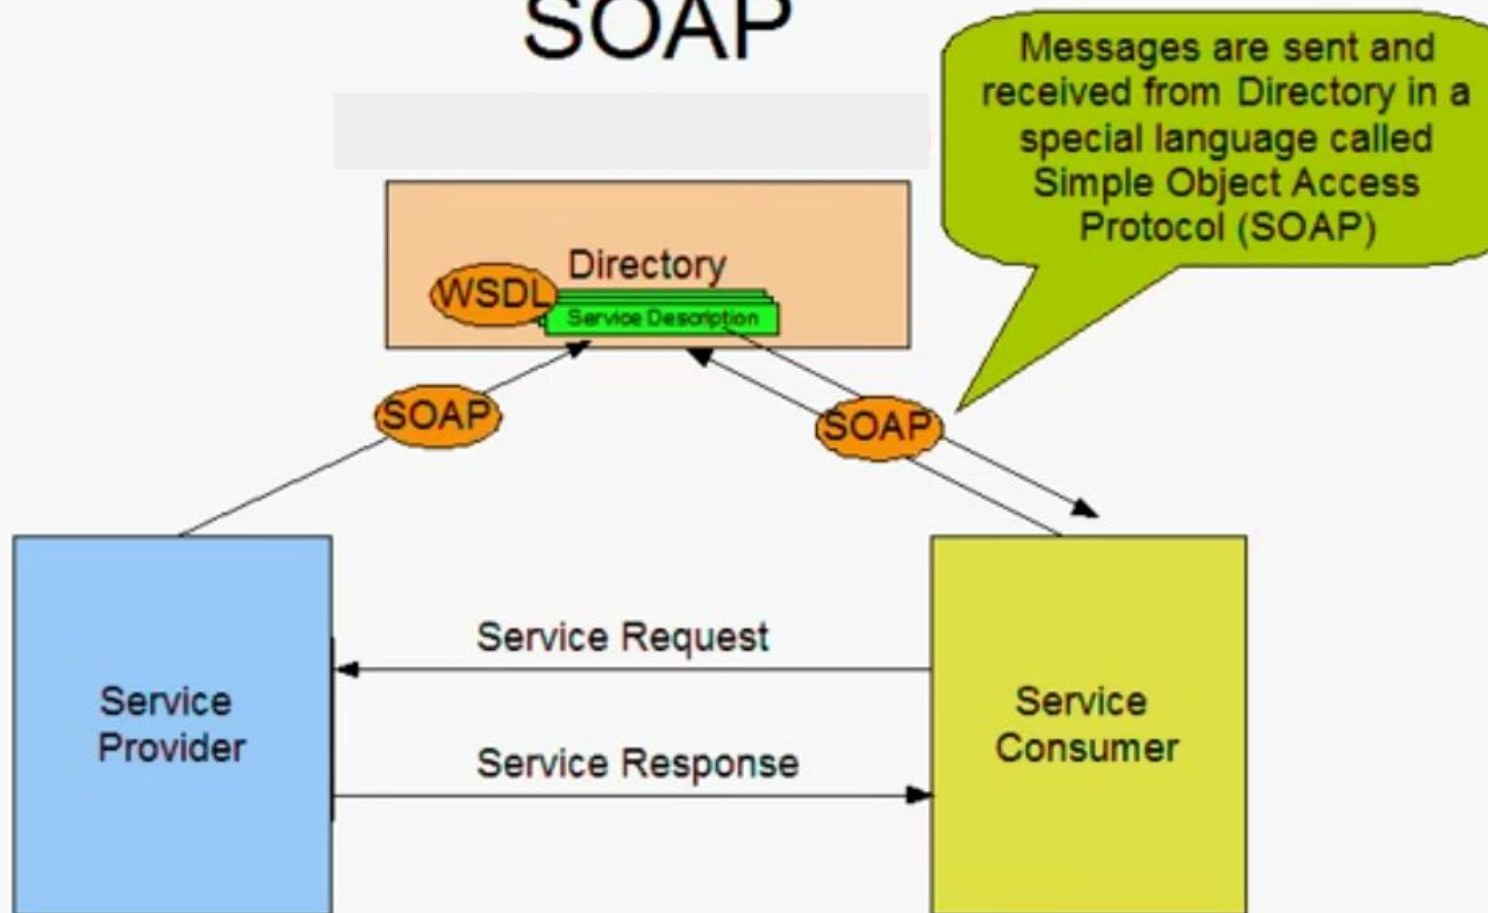 SOAP
Messages are sent and
received from Directory in a
special language called
Simple Object Access
Protocol (SOAP)
Directory
WSDL
Service Description
SOAP
SOAP
Service Request
Service
Provider
Service
Consumer
Service Response